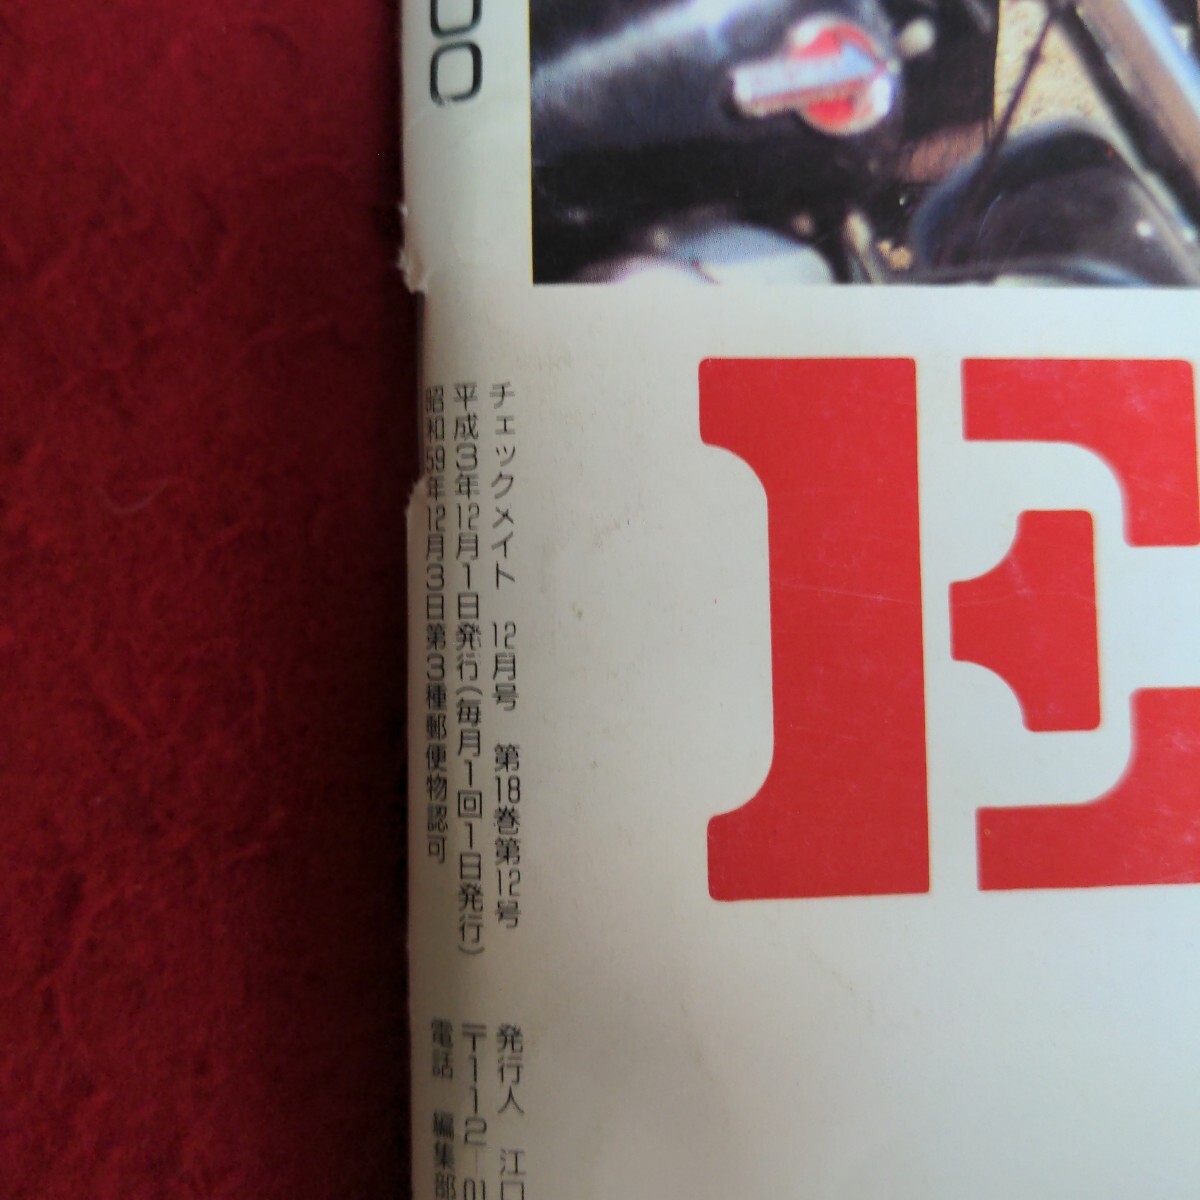 チェックメイト 12月号 第18巻第12号
平成3年12月1日発行(毎月1回1日発行)
昭和59年12月3日第3種郵便物認可
発行人 江口
〒112-01
電話 編集部
00
E